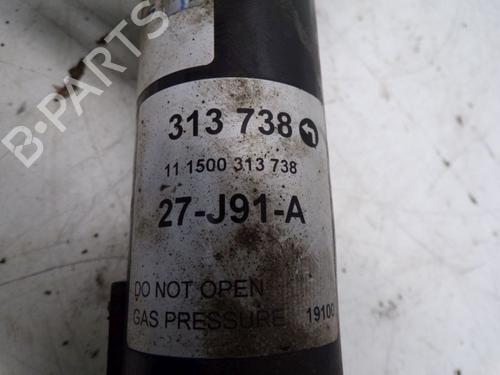 313 738
11 1500 313 738
27-J91-A
DO NOT OPEN
GAS PRESSURE 19100
B-PARTS